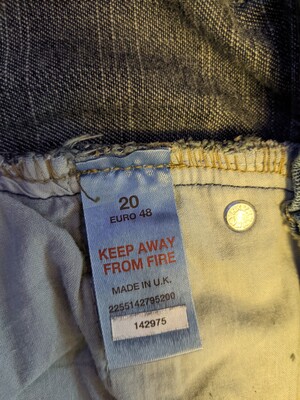 20
EURO 48
KEEP AWAY
FROM FIRE
MADE IN U.K.
2255142795200
142975